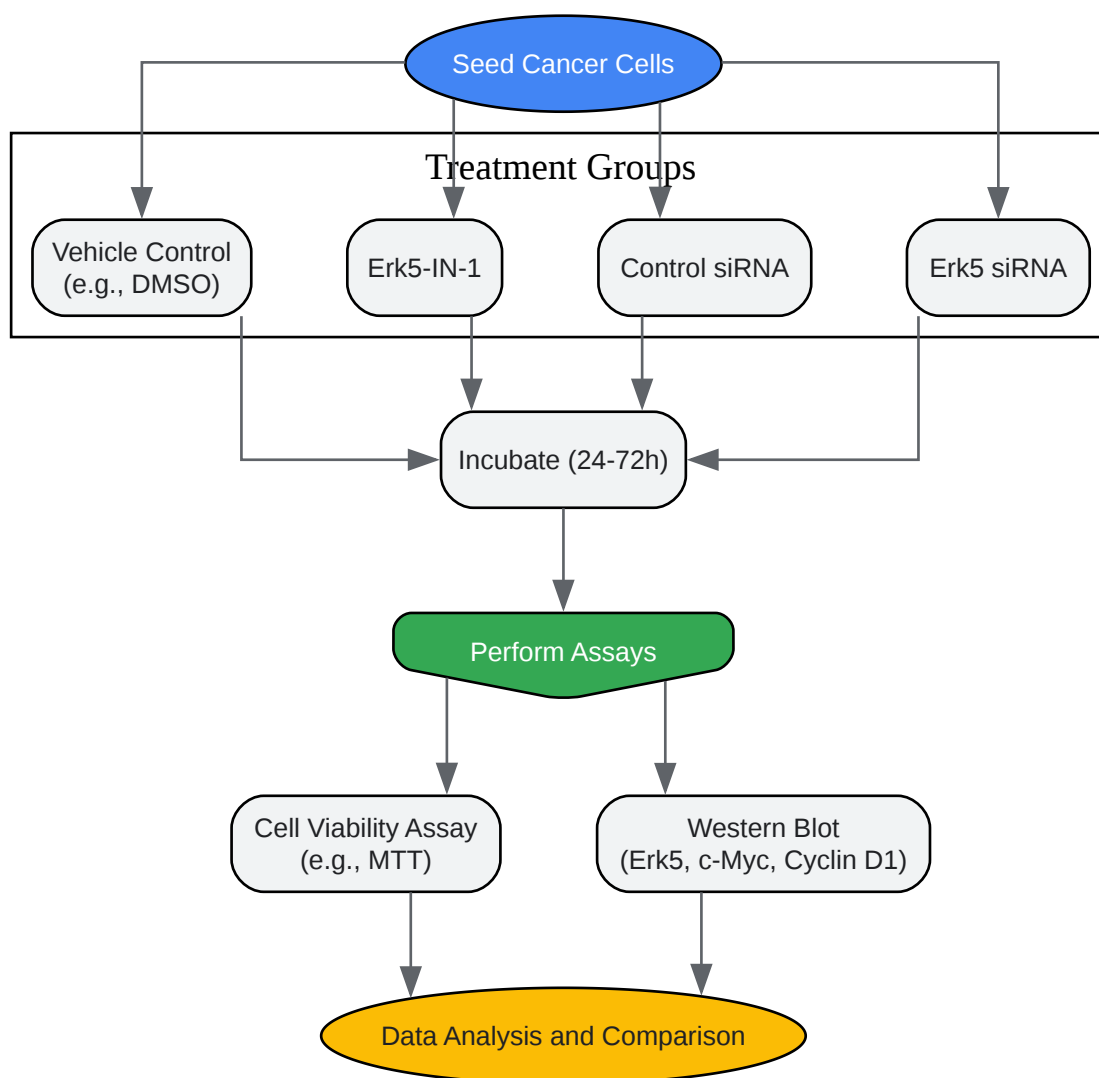 Seed Cancer Cells
Treatment Groups
Vehicle Control
(e.g., DMSO)
Erk5-IN-1
Control siRNA
Erk5 siRNA
Incubate (24-72h)
Perform Assays
Cell Viability Assay
(e.g., MTT)
Western Blot
(Erk5, c-Myc, Cyclin D1)
Data Analysis and Comparison